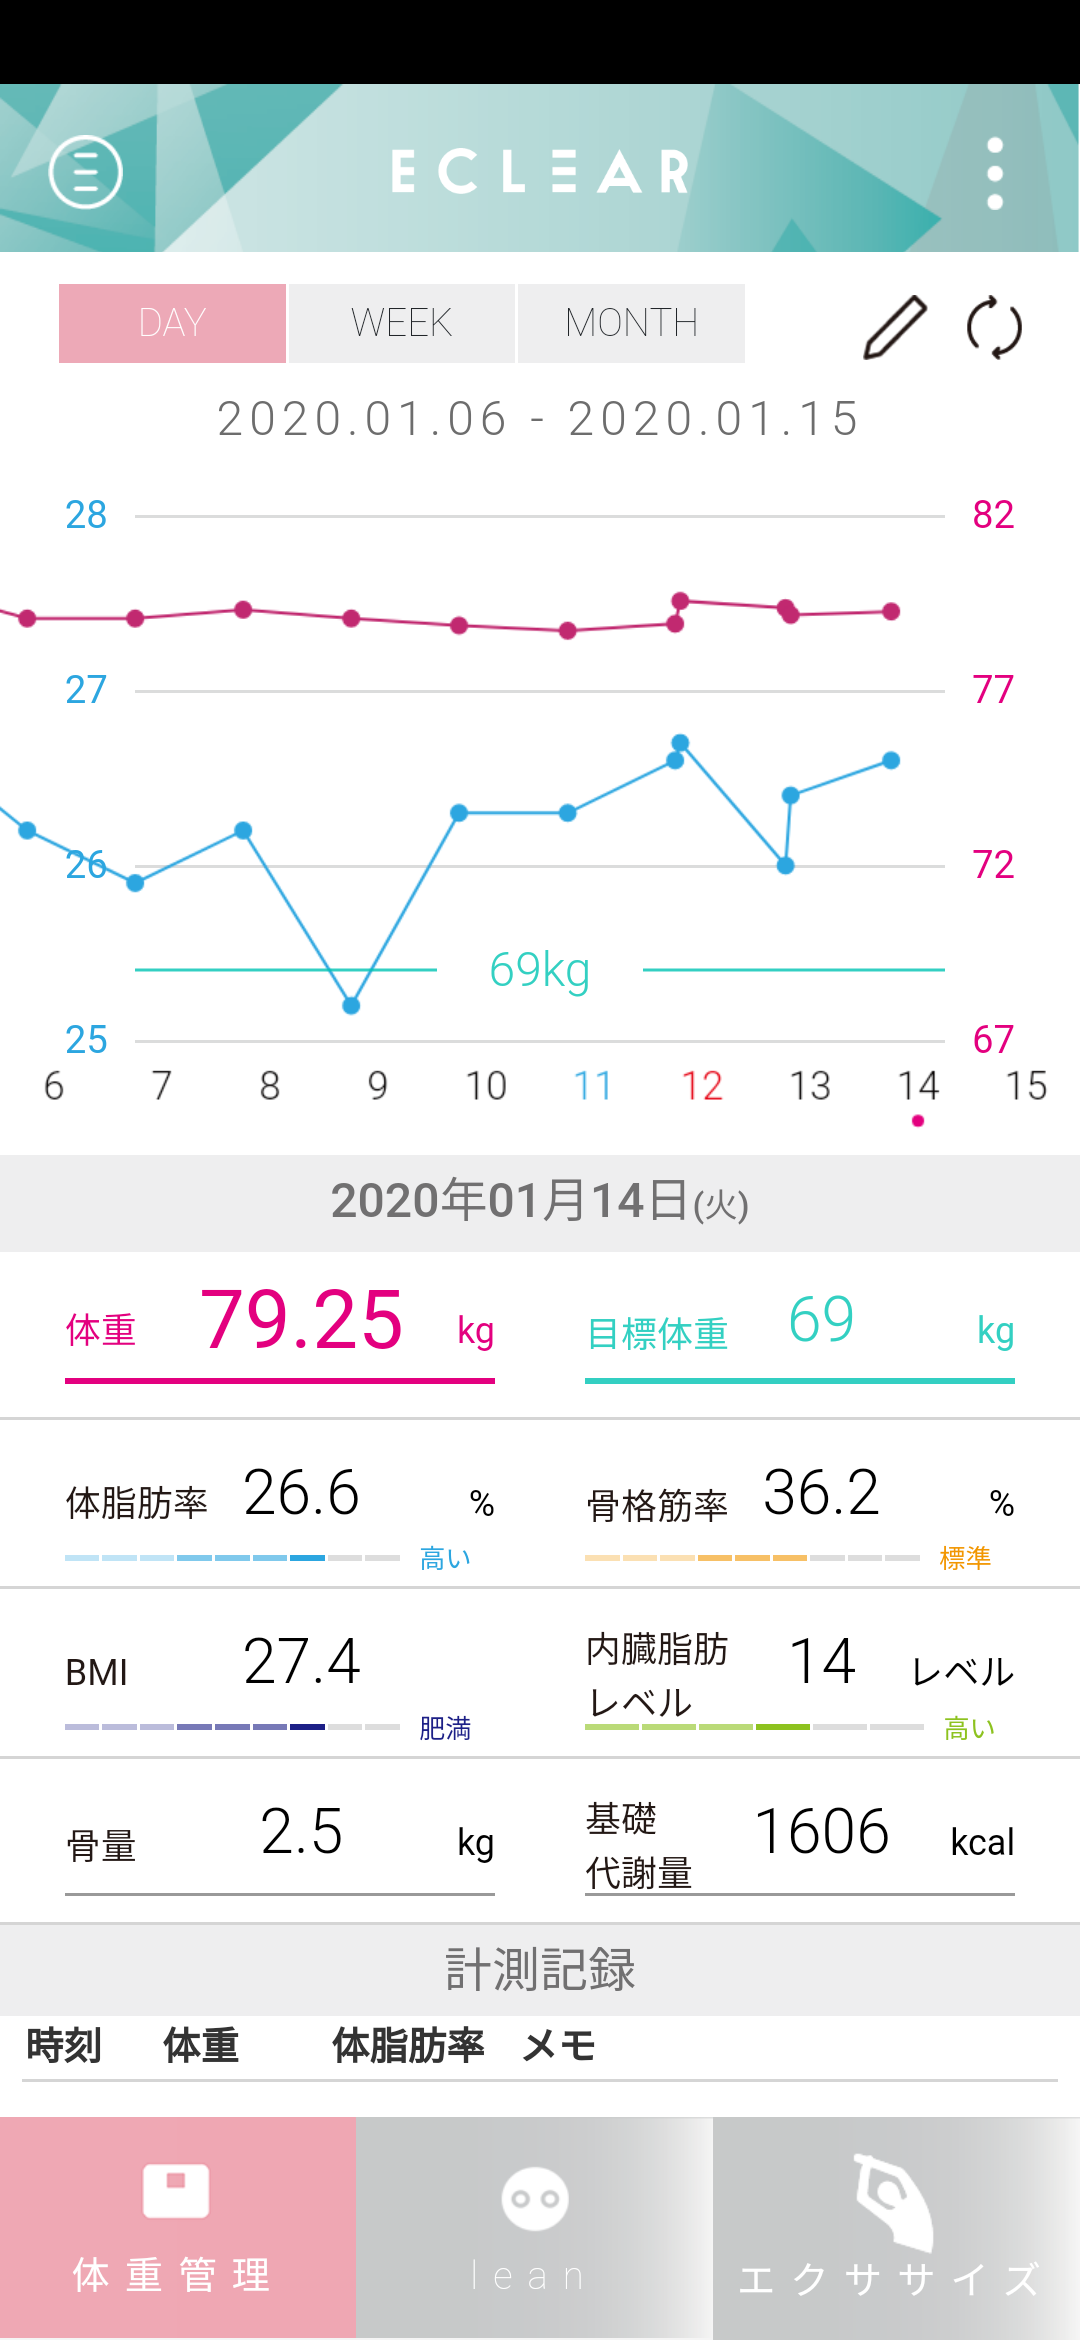 ECLEAR
DAY WEEK MONTH
2020.01.06 - 2020.01.15
28 82
27 77
26 72
69kg
25 67
6 7 8 9 10 11 12 13 14 15
2020年01月14日(火)
体重 79.25 kg 目標体重 69 kg
体脂肪率 26.6 % 骨格筋率 36.2 %
高い 標準
BMI 27.4 内臓脂肪レベル 14 レベル
肥満 高い
骨量 2.5 kg 基礎代謝量 1606 kcal
計測記録
時刻 体重 体脂肪率 メモ
体重管理 lean エクササイズ